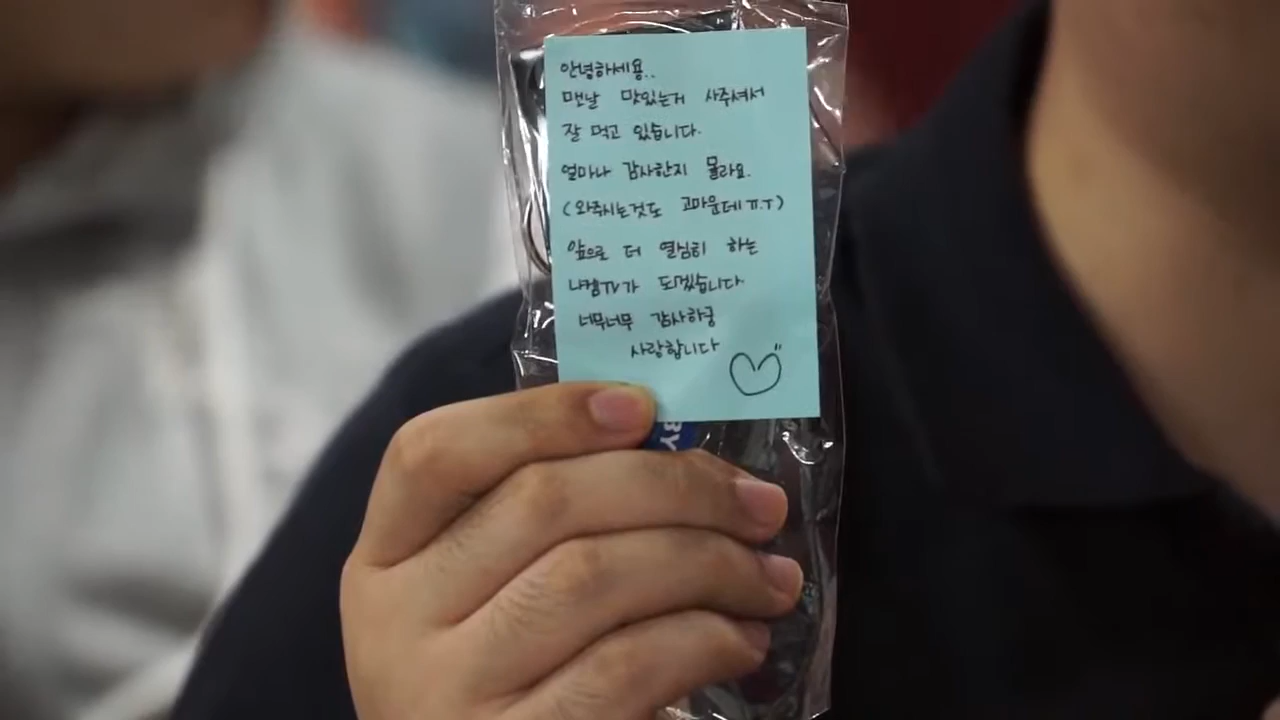 안녕하세용..
맨날 맛있는거 사주셔서
잘 먹고 있습니다.
얼마나 감사한지 몰라요.
(와주시는것도 고마운데ㅠ.ㅜ)
앞으로 더 열심히 하는
나겜TV가 되겠습니다.
너무너무 감사하궁
사랑합니다
BY